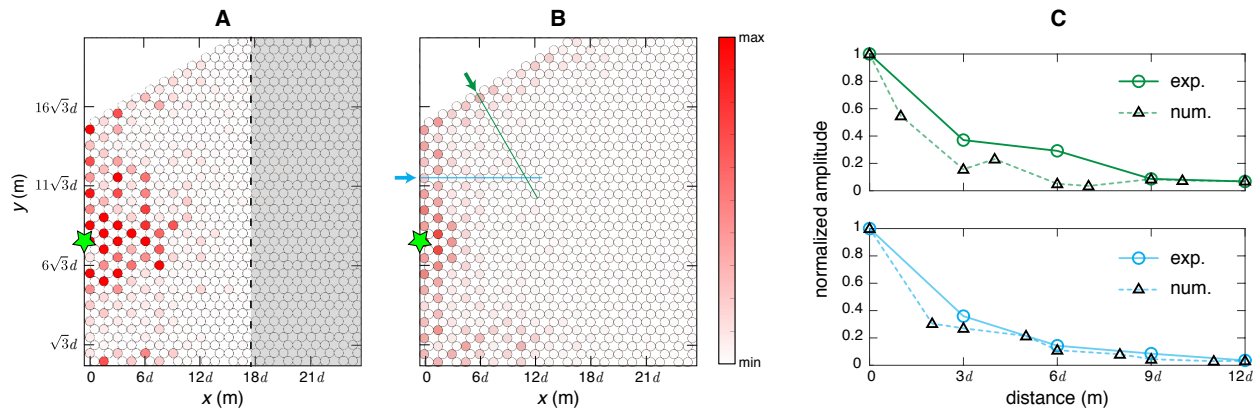 A
B
C
16√3d
11√3d
6√3d
√3d
y (m)
0
6d
12d
18d
21d
x (m)
0
6d
12d
18d
21d
x (m)
max
min
1
0.8
0.6
0.4
0.2
0
exp.
num.
1
0.8
0.6
0.4
0.2
0
exp.
num.
normalized amplitude
0
3d
6d
9d
12d
distance (m)